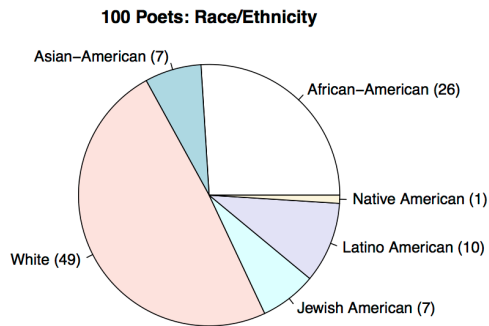 100 Poets: Race/Ethnicity
Asian−American (7)
African−American (26)
Native American (1)
White (49)
Latino American (10)
Jewish American (7)